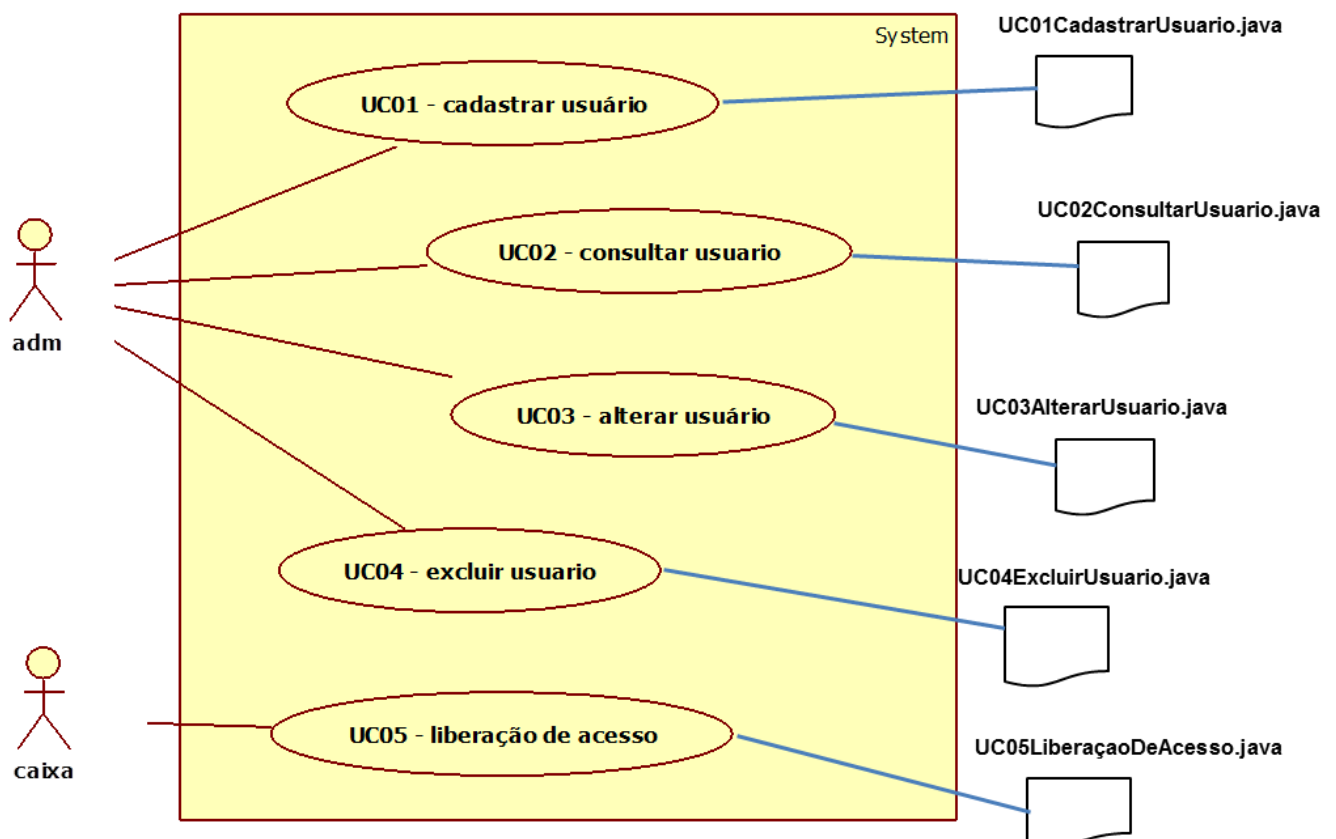 System
UC01CadastrarUsuario.java
UC01 - cadastrar usuário
UC02ConsultarUsuario.java
UC02 - consultar usuario
adm
UC03AlterarUsuario.java
UC03 - alterar usuário
UC04 - excluir usuario
UC04ExcluirUsuario.java
UC05 - liberação de acesso
UC05LiberaçaoDeAcesso.java
caixa